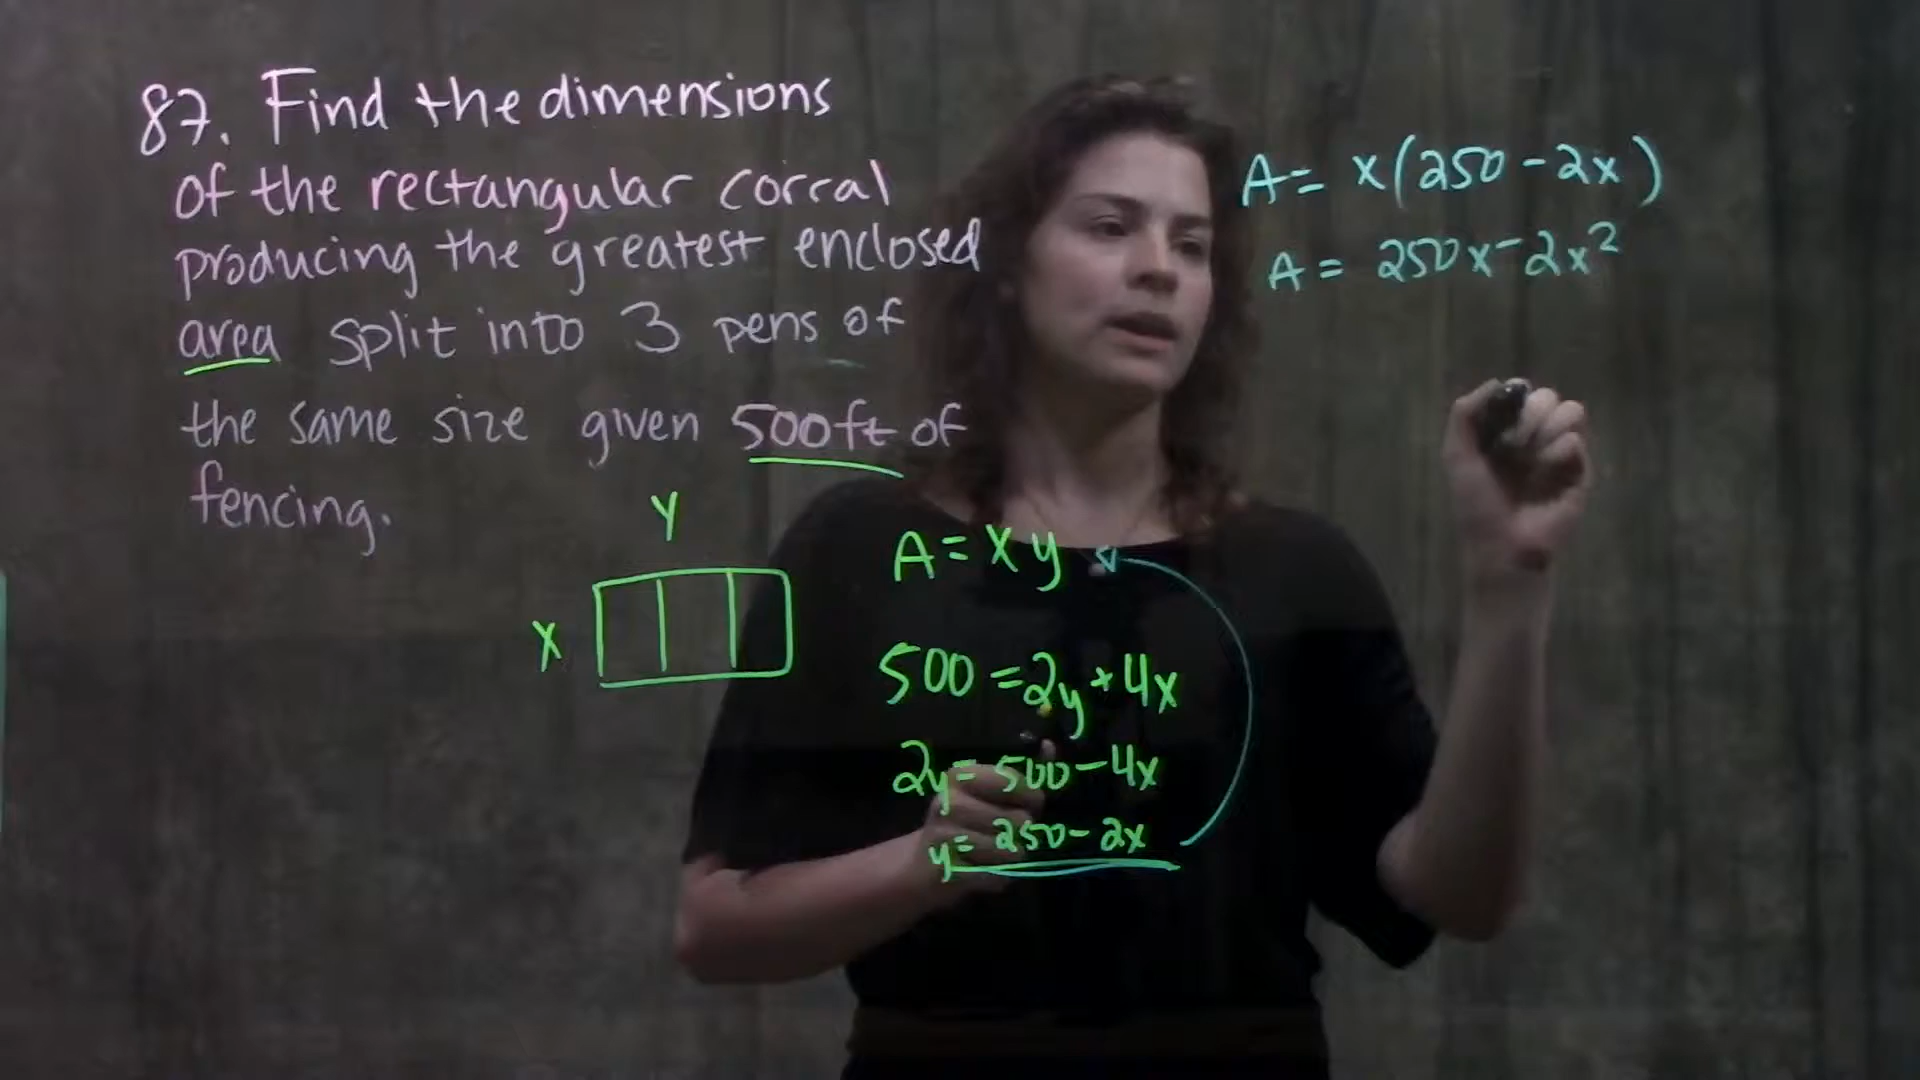 87. Find the dimensions
of the rectangular corral
producing the greatest enclosed
area split into 3 pens of
the same size given 500ft of
fencing.
Y
X
A = xy
500 = 2y + 4x
2y = 500 - 4x
y = 250 - 2x
A = x(250 - 2x)
A = 250x - 2x²